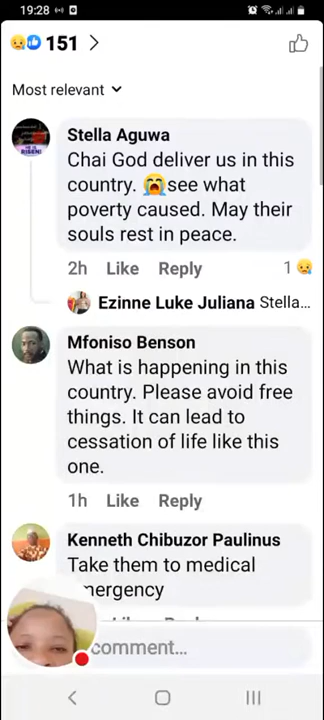 19:28
151
Most relevant
Stella Aguwa
Chai God deliver us in this
country. 😭see what
poverty caused. May their
souls rest in peace.
2h Like Reply 1
Ezinne Luke Juliana Stella...
Mfoniso Benson
What is happening in this
country. Please avoid free
things. It can lead to
cessation of life like this
one.
1h Like Reply
Kenneth Chibuzor Paulinus
Take them to medical
mergency
comment...